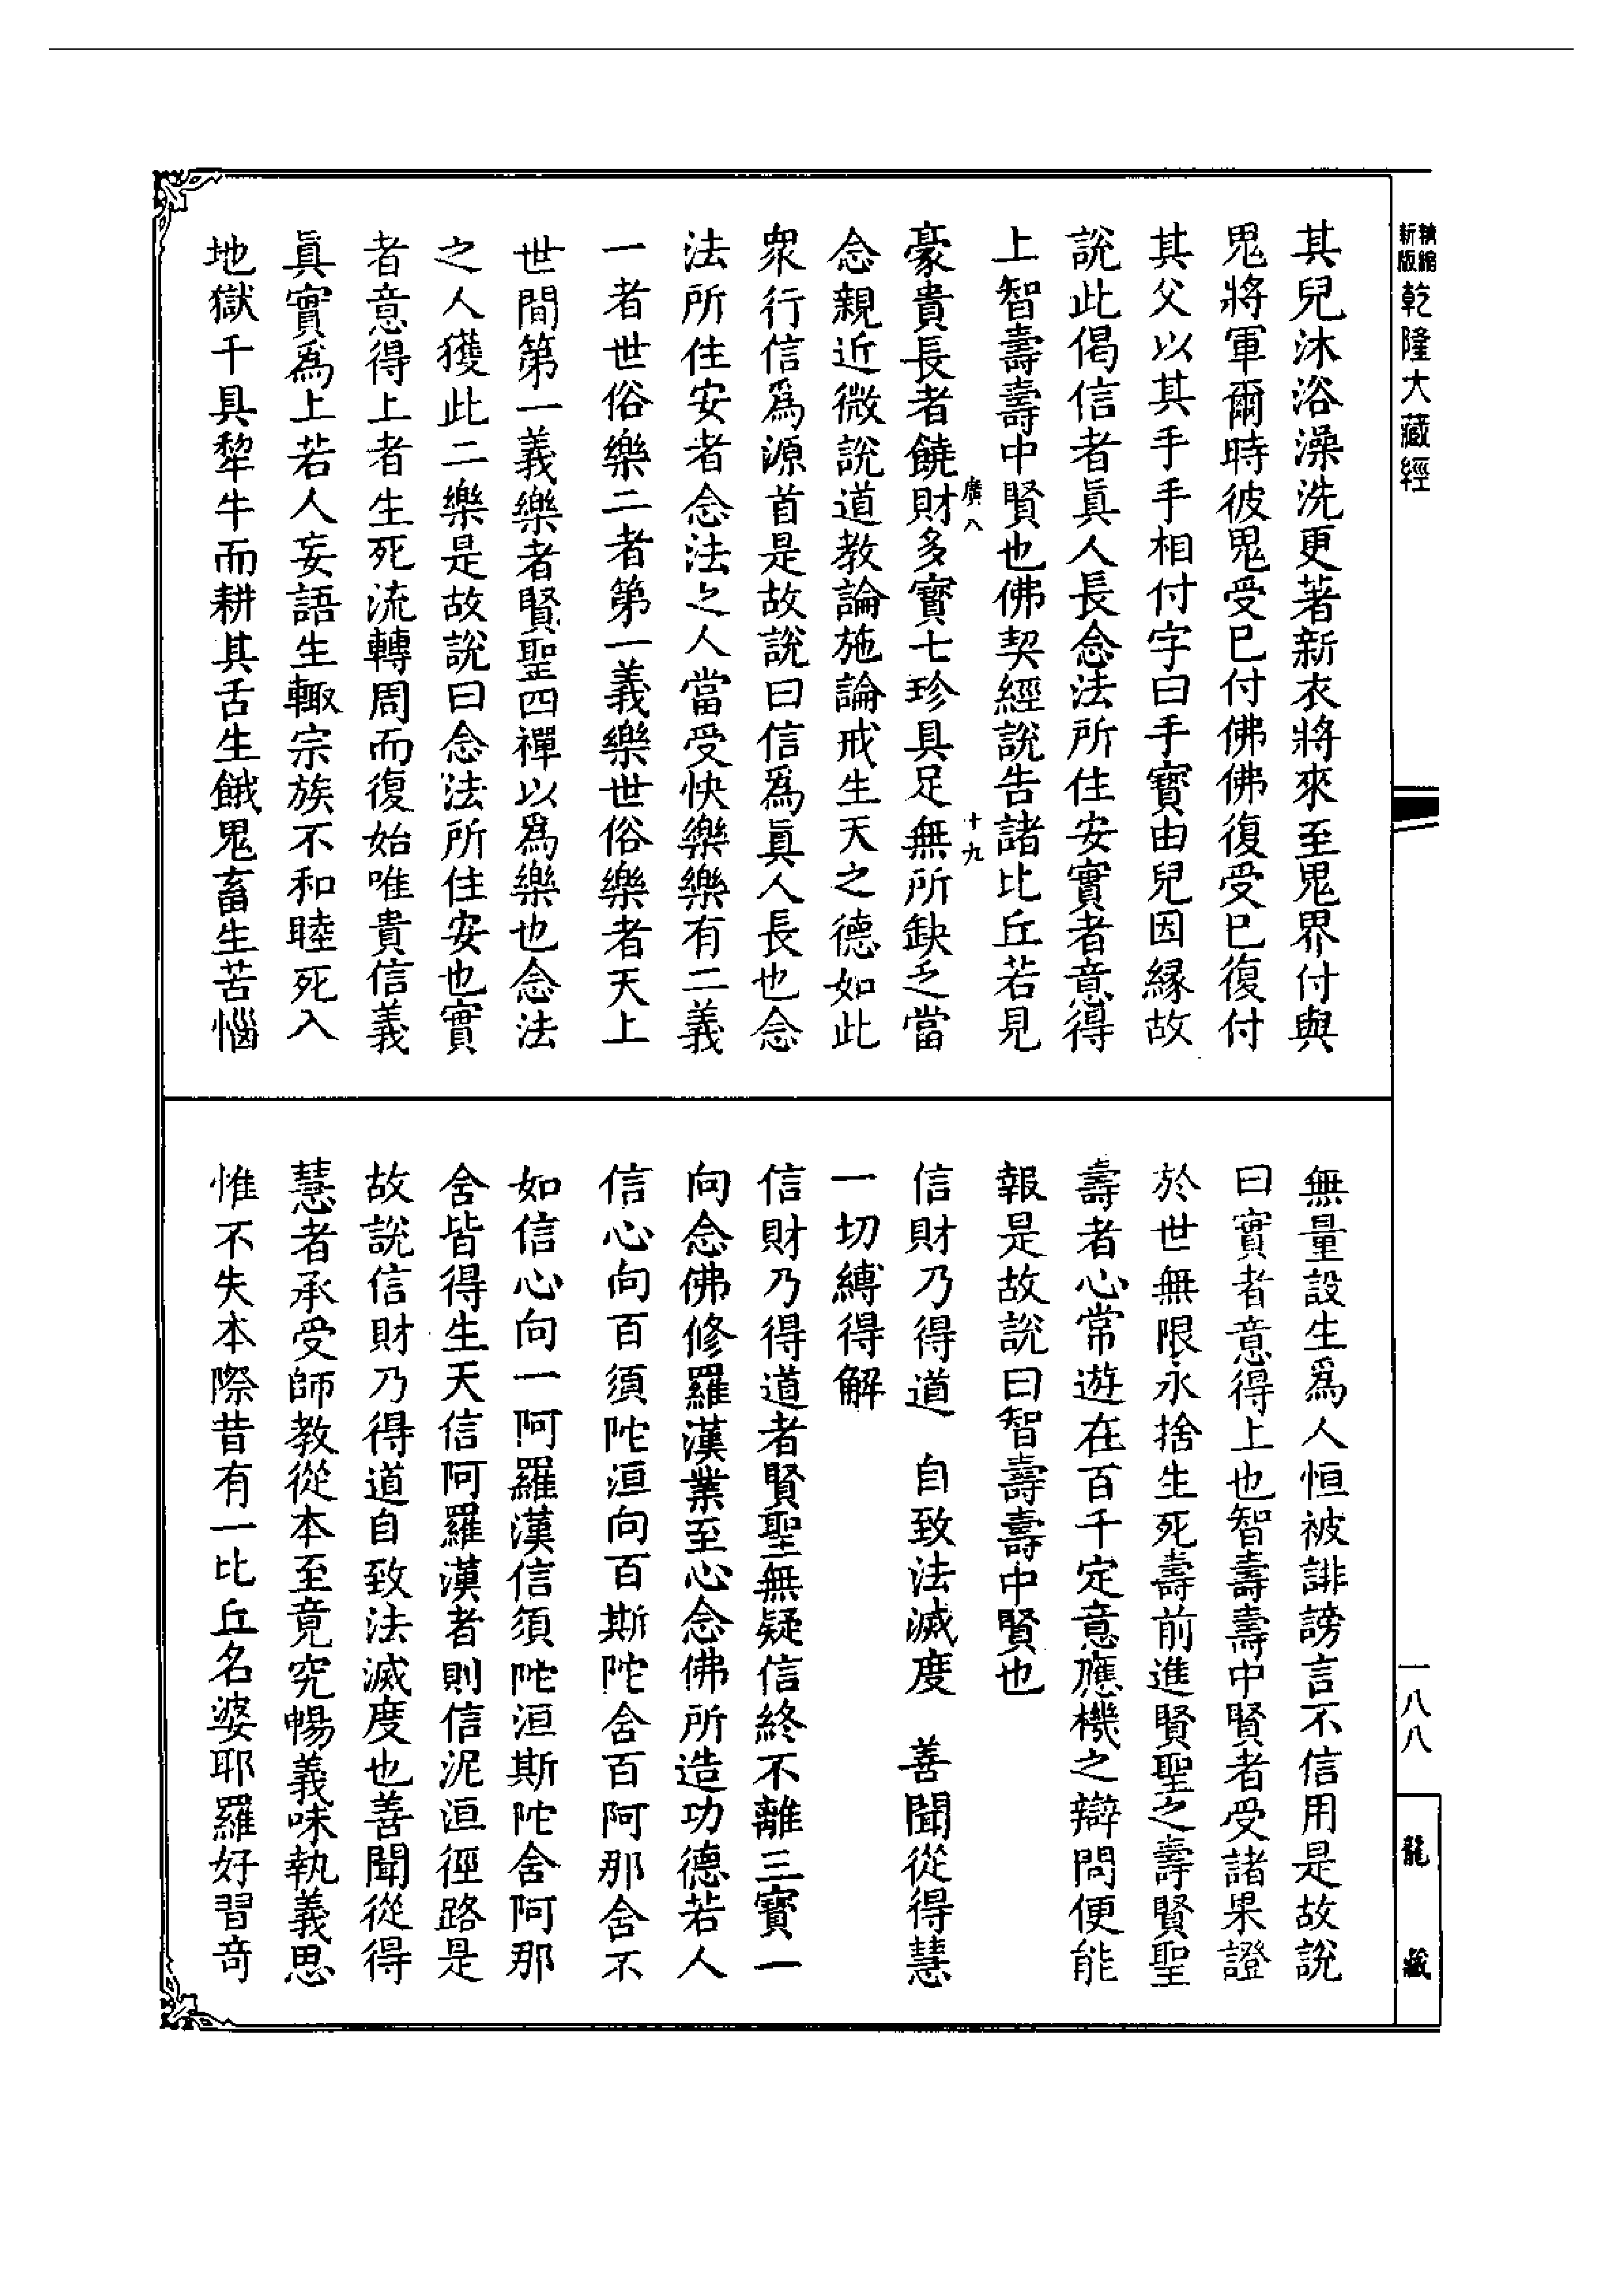 精縮新版乾隆大藏經
其兒沐浴澡洗更著新衣將來至鬼界付與
鬼將軍爾時彼鬼受已付佛佛復受已復付
其父以其手手相付字曰手寶由兒因緣故
說此偈信者眞人長念法所住安實者意得
上智壽壽中賢也佛契經說告諸比丘若見
廣八 十九
豪貴長者饒財多寶七珍具足無所缺乏當
念親近微說道教論施論戒生天之德如此
衆行信爲源首是故說曰信爲眞人長也念
法所住安者念法之人當受快樂樂有二義
一者世俗樂二者第一義樂世俗樂者天上
世間第一義樂者賢聖四禪以爲樂也念法
之人獲此二樂是故說曰念法所住安也實
者意得上者生死流轉周而復始唯貴信義
眞實爲上若人妄語生輙宗族不和睦死入
地獄千具犂牛而耕其舌生餓鬼畜生苦惱
無量設生爲人恒被誹謗言不信用是故說
曰實者意得上也智壽壽中賢者受諸果證
於世無限永捨生死壽前進賢聖之壽賢聖
壽者心常遊在百千定意應機之辯問便能
報是故說曰智壽壽中賢也
信財乃得道 自致法滅度 善聞從得慧
一切縛得解
信財乃得道者賢聖無疑信終不離三寶一
向念佛修羅漢業至心念佛所造功德若人
信心向百須陀洹向百斯陀含百阿那含不
如信心向一阿羅漢信須陀洹斯陀含阿那
含皆得生天信阿羅漢者則信泥洹徑路是
故說信財乃得道自致法滅度也善聞從得
慧者承受師教從本至竟究暢義味執義思
惟不失本際昔有一比丘名婆耶羅好習奇
一八八
龍藏